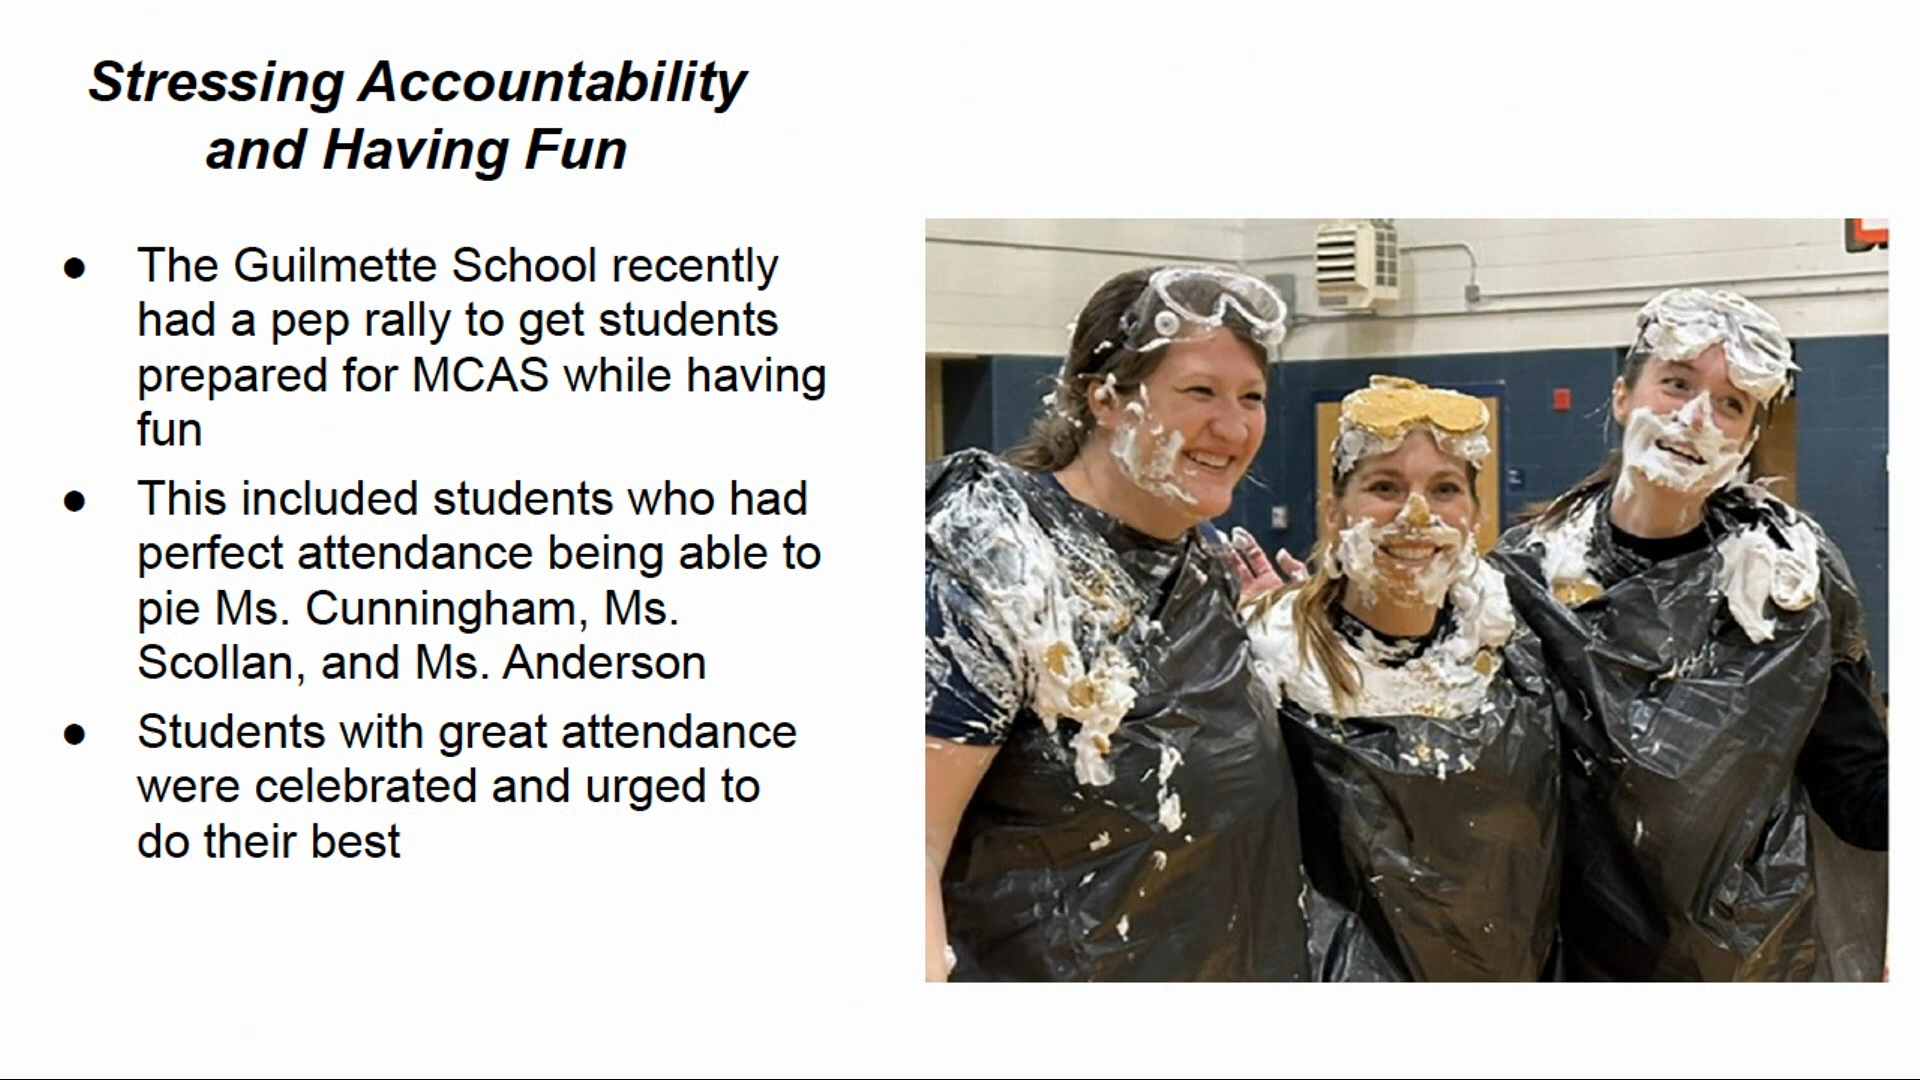 Stressing Accountability
and Having Fun
● The Guilmette School recently
had a pep rally to get students
prepared for MCAS while having
fun
● This included students who had
perfect attendance being able to
pie Ms. Cunningham, Ms.
Scollan, and Ms. Anderson
● Students with great attendance
were celebrated and urged to
do their best